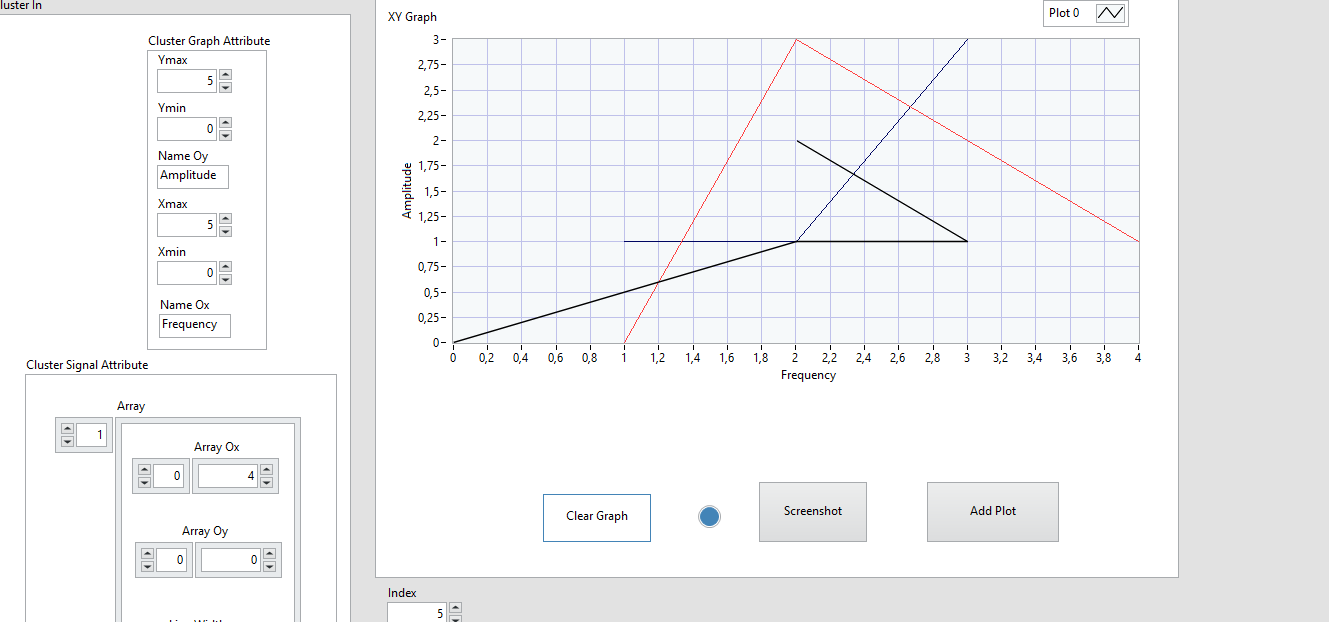 luster In
Cluster Graph Attribute
Ymax
5
Ymin
0
Name Oy
Amplitude
Xmax
5
Xmin
0
Name Ox
Frequency
Cluster Signal Attribute
Array
1
Array Ox
0 4
Array Oy
0 0
XY Graph
Plot 0
3
2,75
2,5
2,25
2
1,75
1,5
1,25
1
0,75
0,5
0,25
0
Amplitude
0 0,2 0,4 0,6 0,8 1 1,2 1,4 1,6 1,8 2 2,2 2,4 2,6 2,8 3 3,2 3,4 3,6 3,8 4
Frequency
Clear Graph
Screenshot
Add Plot
Index
5